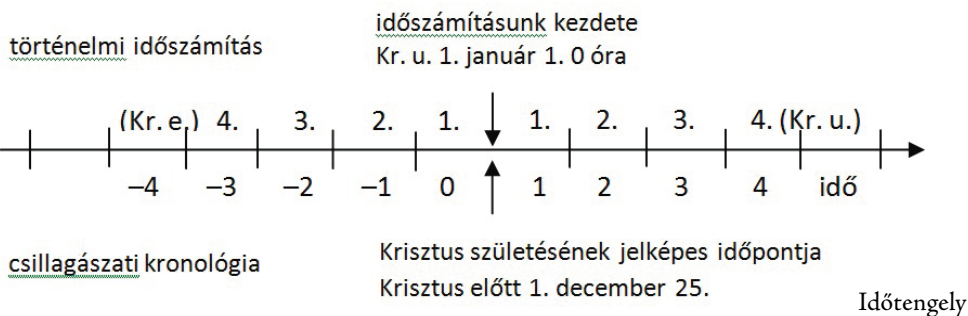 történelmi időszámítás
időszámításunk kezdete
Kr. u. 1. január 1. 0 óra
(Kr. e.) 4. 3. 2. 1. 1. 2. 3. 4. (Kr. u.)
–4 –3 –2 –1 0 1 2 3 4 idő
csillagászati kronológia
Krisztus születésének jelképes időpontja
Krisztus előtt 1. december 25.
Időtengely